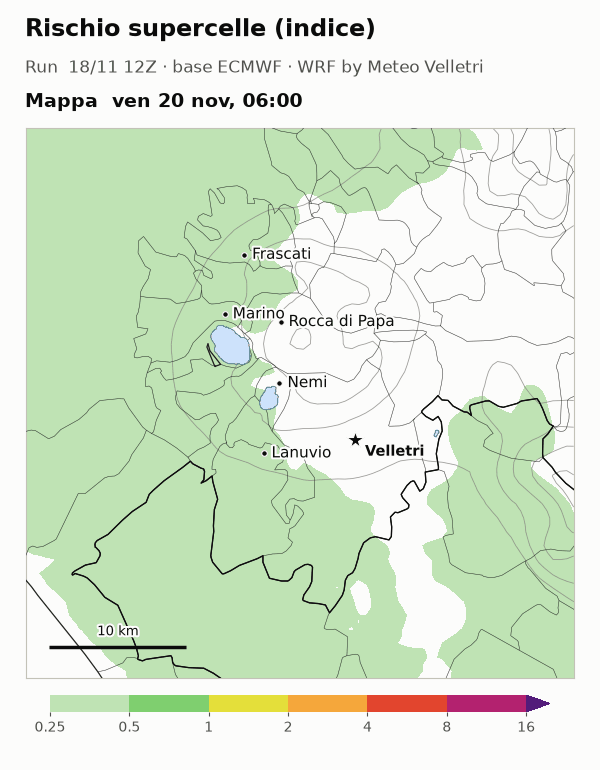 Rischio supercelle (indice)
Run  18/11 12Z · base ECMWF · WRF by Meteo Velletri
Mappa  ven 20 nov, 06:00
Frascati
Marino
Rocca di Papa
Nemi
Velletri
Lanuvio
10 km
0.25 0.5 1 2 4 8 16